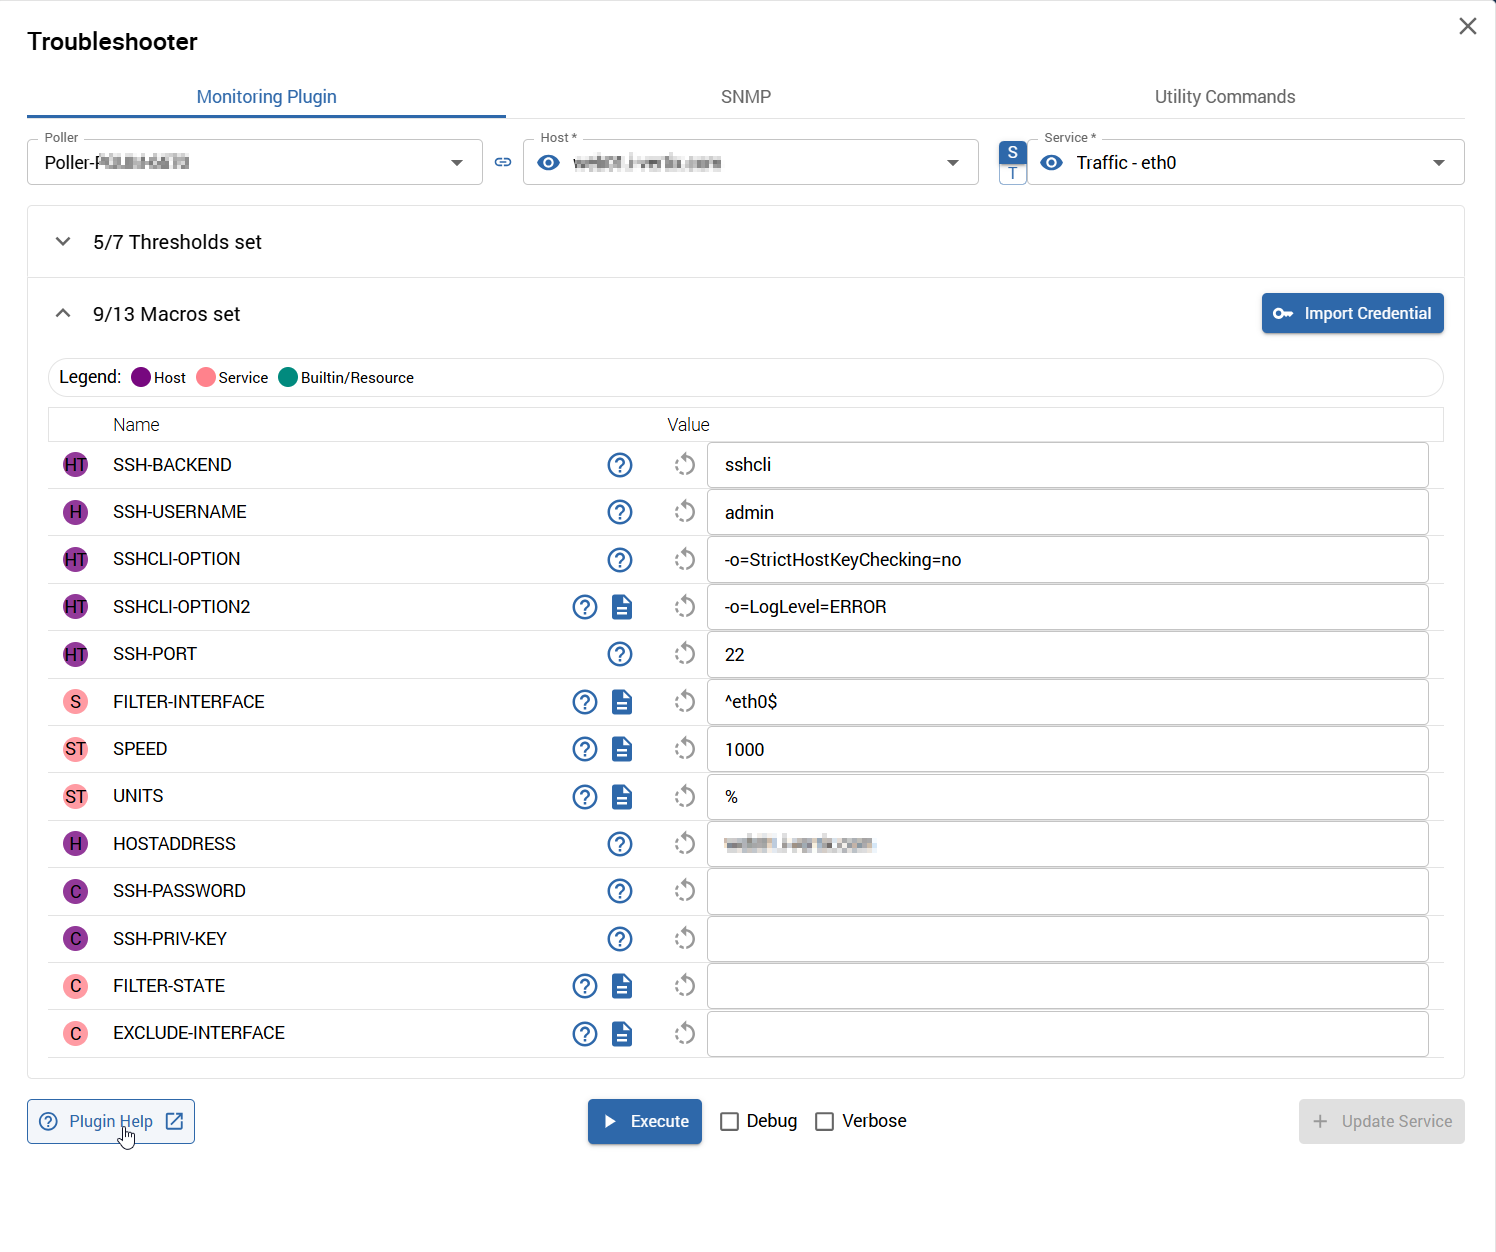 Troubleshooter
Monitoring Plugin
SNMP
Utility Commands
Poller
Poller-
Host *
S
T
Service *
Traffic - eth0
5/7 Thresholds set
9/13 Macros set
Import Credential
Legend: Host Service Builtin/Resource
Name Value
HT SSH-BACKEND sshcli
H SSH-USERNAME admin
HT SSHCLI-OPTION -o=StrictHostKeyChecking=no
HT SSHCLI-OPTION2 -o=LogLevel=ERROR
HT SSH-PORT 22
S FILTER-INTERFACE ^eth0$
ST SPEED 1000
ST UNITS %
H HOSTADDRESS
C SSH-PASSWORD
C SSH-PRIV-KEY
C FILTER-STATE
C EXCLUDE-INTERFACE
Plugin Help
Execute
Debug
Verbose
+ Update Service